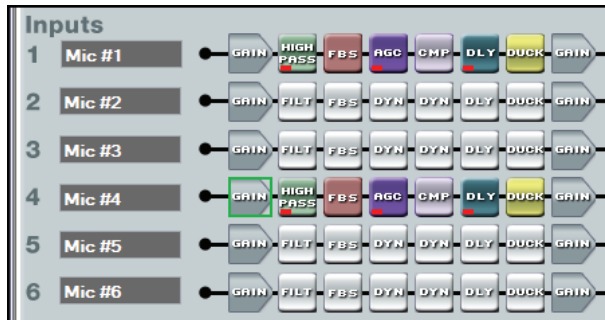 Inputs
1 Mic #1 GAIN HIGH PASS FBS AGC CMP DLY DUCK GAIN
2 Mic #2 GAIN FILT FBS DYN DYN DLY DUCK GAIN
3 Mic #3 GAIN FILT FBS DYN DYN DLY DUCK GAIN
4 Mic #4 GAIN HIGH PASS FBS AGC CMP DLY DUCK GAIN
5 Mic #5 GAIN FILT FBS DYN DYN DLY DUCK GAIN
6 Mic #6 GAIN FILT FBS DYN DYN DLY DUCK GAIN